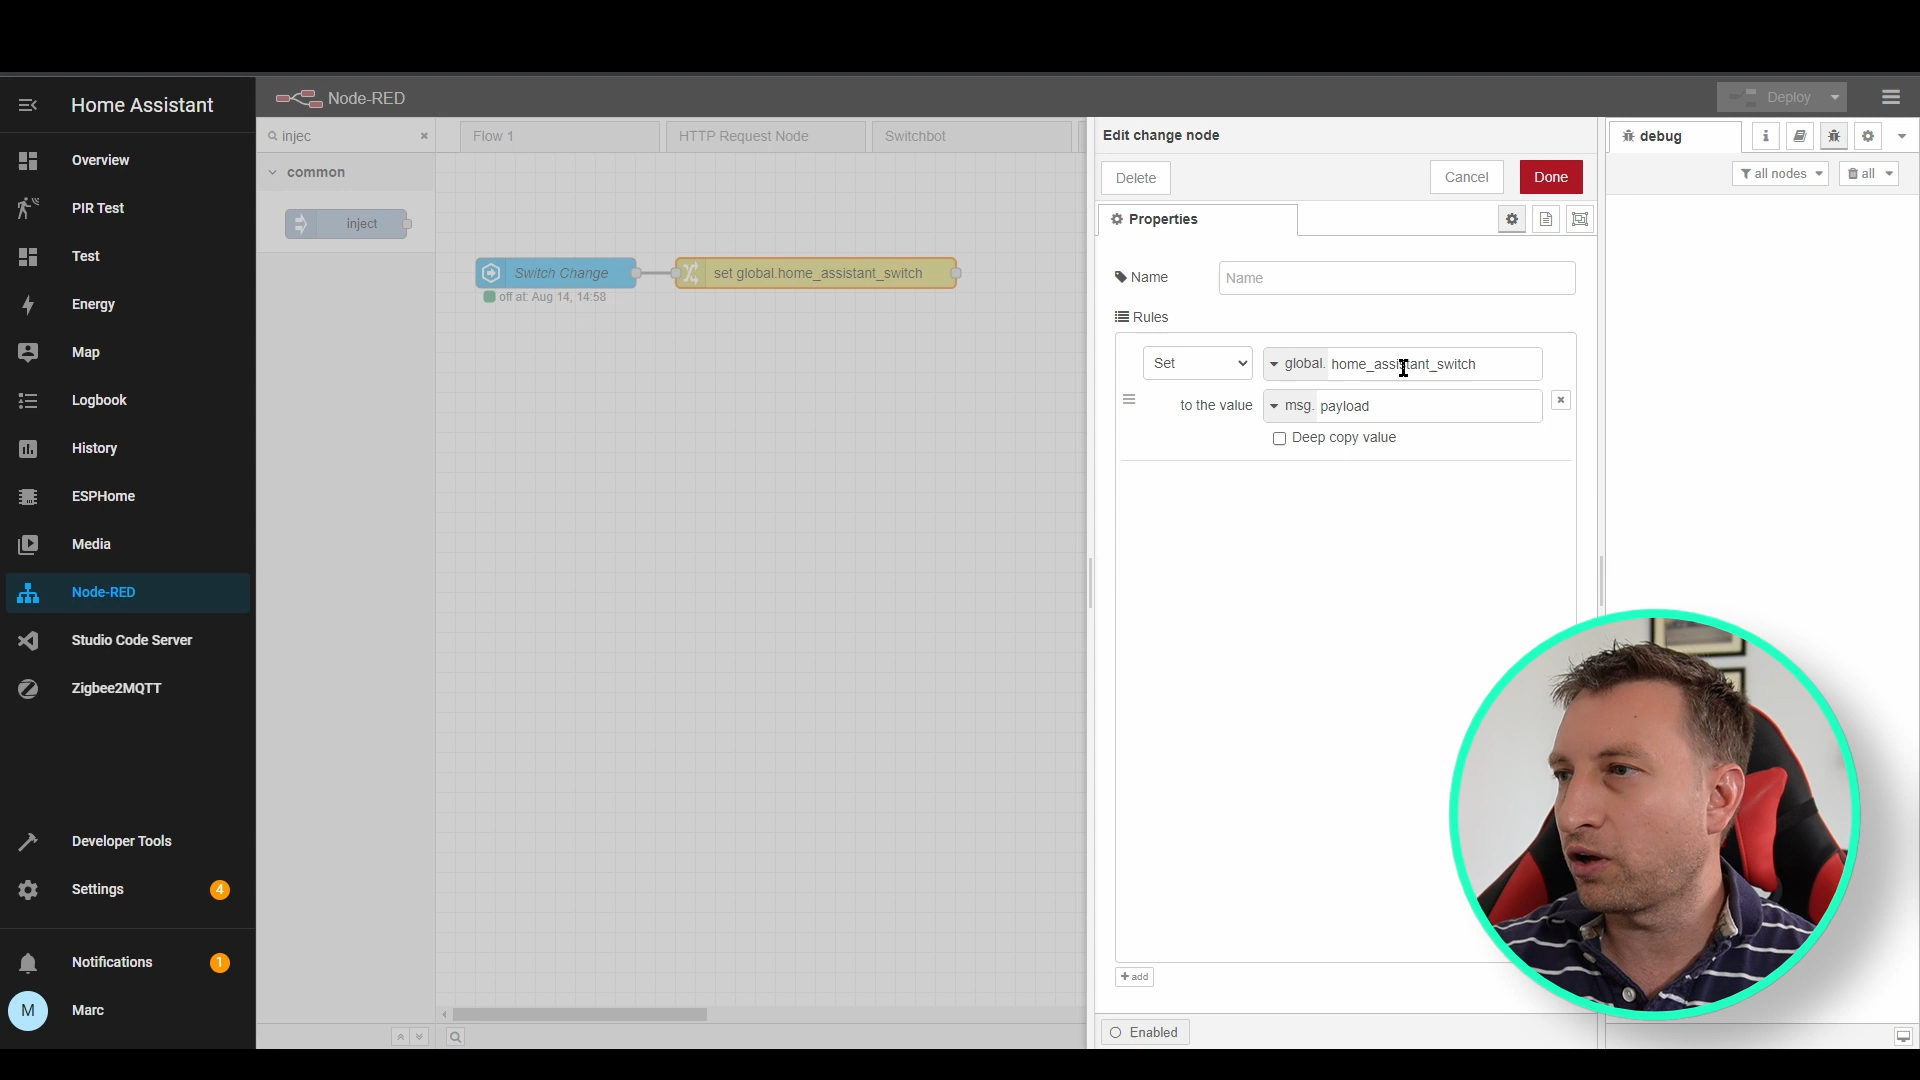 Home Assistant
Overview
PIR Test
Test
Energy
Map
Logbook
History
ESPHome
Media
Node-RED
Studio Code Server
Zigbee2MQTT
Developer Tools
Settings 4
Notifications 1
M Marc
Node-RED
Deploy
injec
common
inject
Flow 1
HTTP Request Node
Switchbot
Switch Change
off at: Aug 14, 14:58
set global.home_assistant_switch
Edit change node
Delete
Cancel
Done
Properties
Name
Name
Rules
Set
global. home_assistant_switch
to the value
msg. payload
Deep copy value
add
Enabled
debug
all nodes
all